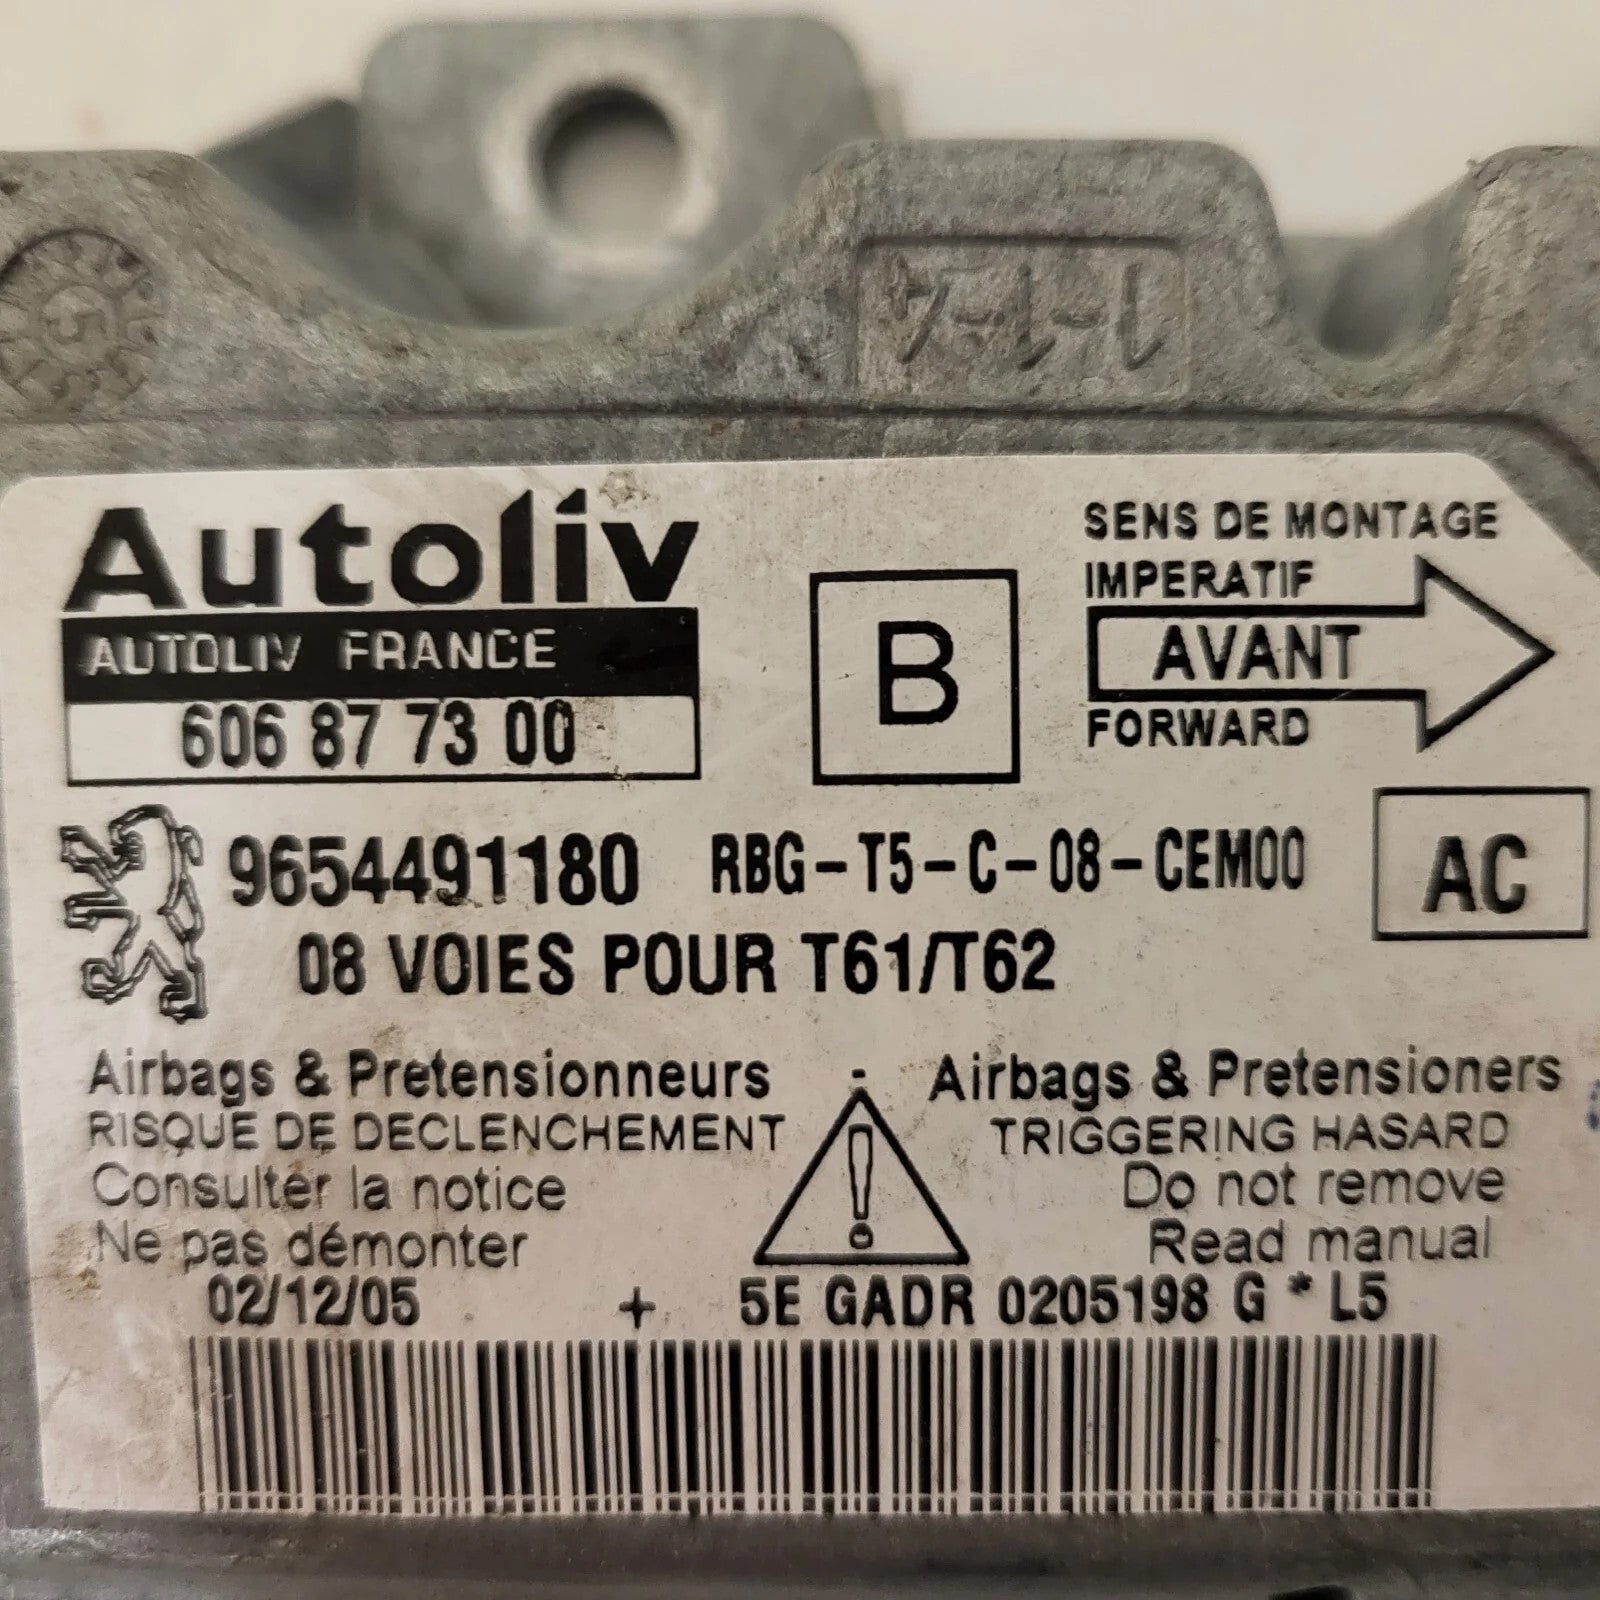 5
1-1-4
Autoliv
AUTOLIV FRANCE
606 87 73 00
B
SENS DE MONTAGE
IMPERATIF
AVANT
FORWARD
9654491180 RBG-T5-C-08-CEM00
AC
08 VOIES POUR T61/T62
Airbags & Pretensionneurs - Airbags & Pretensioners
RISQUE DE DECLENCHEMENT TRIGGERING HASARD
Consulter la notice Do not remove
Ne pas démonter Read manual
02/12/05 + 5E GADR 0205198 G * L5